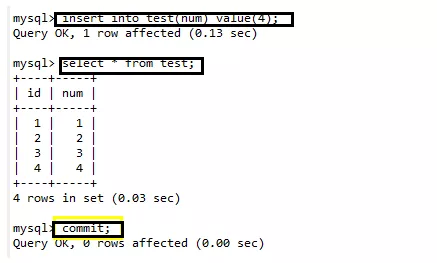 mysql> insert into test(num) value(4);
Query OK, 1 row affected (0.13 sec)
mysql> select * from test;
+----+-----+
| id | num |
+----+-----+
| 1 | 1 |
| 2 | 2 |
| 3 | 3 |
| 4 | 4 |
+----+-----+
4 rows in set (0.03 sec)
mysql> commit;
Query OK, 0 rows affected (0.00 sec)